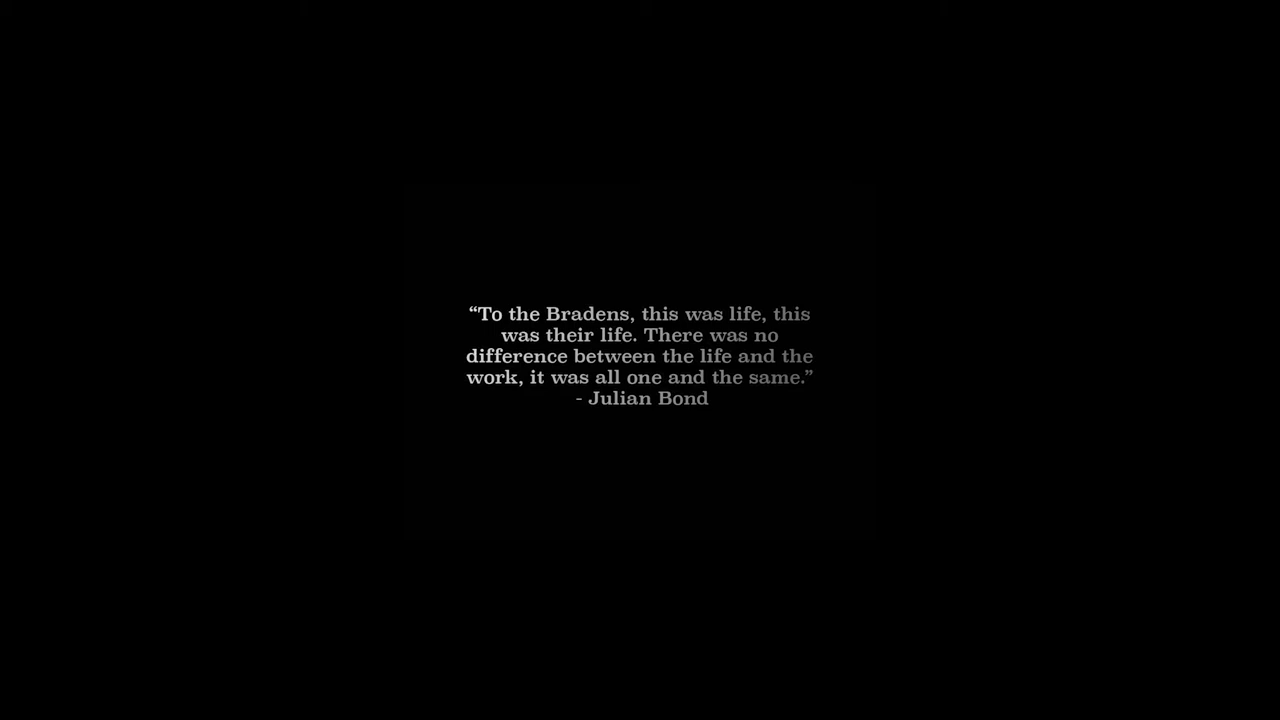 “To the Bradens, this was life, this
was their life. There was no
difference between the life and the
work, it was all one and the same.”
- Julian Bond